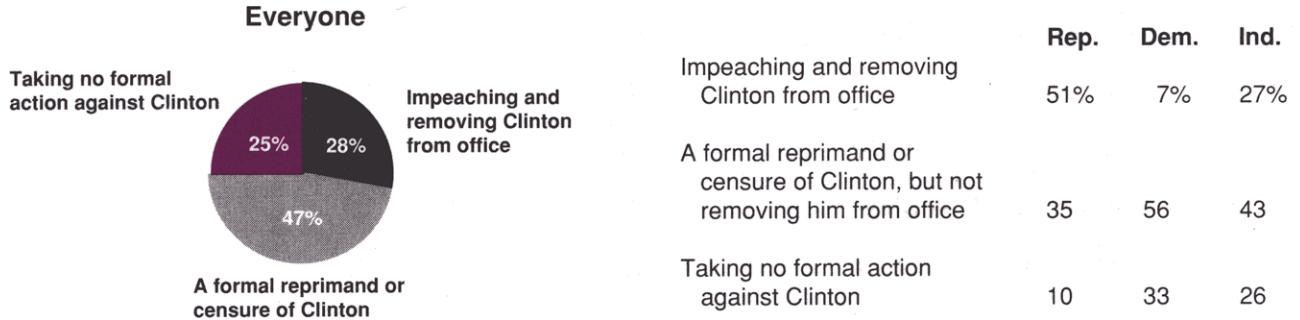 Everyone
Taking no formal
action against Clinton
25%
28%
Impeaching and
removing Clinton
from office
47%
A formal reprimand or
censure of Clinton
Rep. Dem. Ind.
Impeaching and removing
Clinton from office 51% 7% 27%
A formal reprimand or
censure of Clinton, but not
removing him from office 35 56 43
Taking no formal action
against Clinton 10 33 26